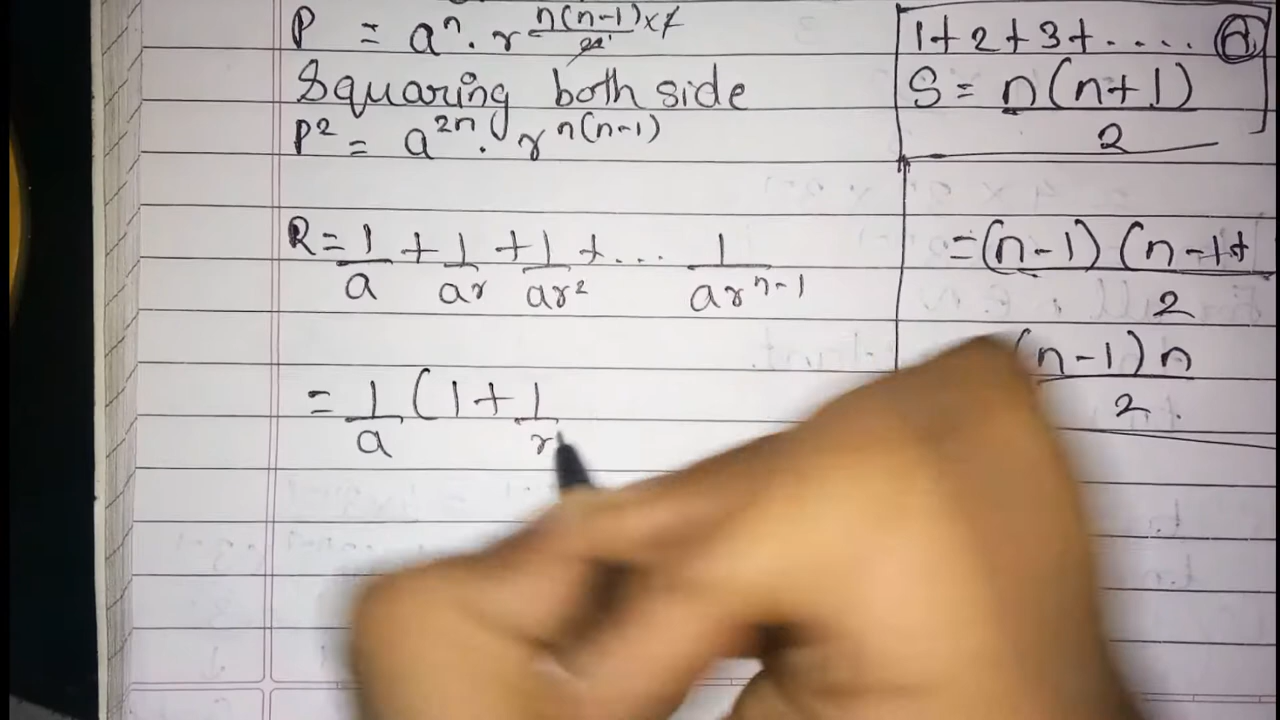 P = aⁿ. r n(n-1)×2/2
Squaring both side
P² = a²ⁿ. r n(n-1)
R = 1/a + 1/ar + 1/ar² + ... 1/arⁿ⁻¹
= 1/a (1 + 1/r
1+2+3+.....n
S = n(n+1)/2
= (n-1) (n-1+/2
(n-1)n/2.